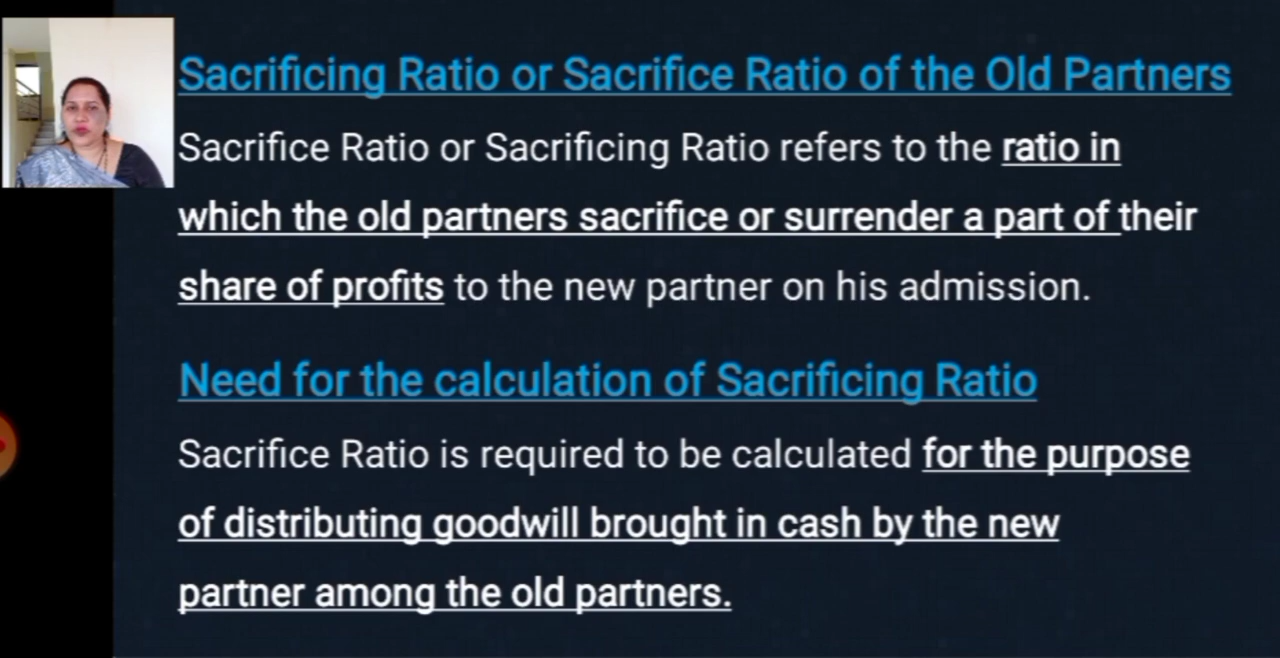 Sacrificing Ratio or Sacrifice Ratio of the Old Partners
Sacrifice Ratio or Sacrificing Ratio refers to the ratio in
which the old partners sacrifice or surrender a part of their
share of profits to the new partner on his admission.
Need for the calculation of Sacrificing Ratio
Sacrifice Ratio is required to be calculated for the purpose
of distributing goodwill brought in cash by the new
partner among the old partners.